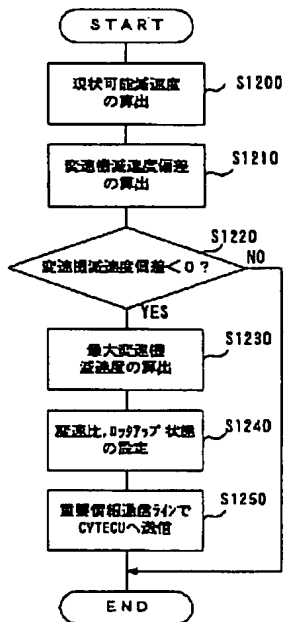 START
現状可能減速度
の算出
S1200
変速機減速度偏差
の算出
S1210
変速機減速度偏差<0?
S1220
NO
YES
最大変速機
減速度の算出
S1230
変速比,ロックアップ状態
の設定
S1240
重要情報通信ラインで
CVTECUへ送信
S1250
END